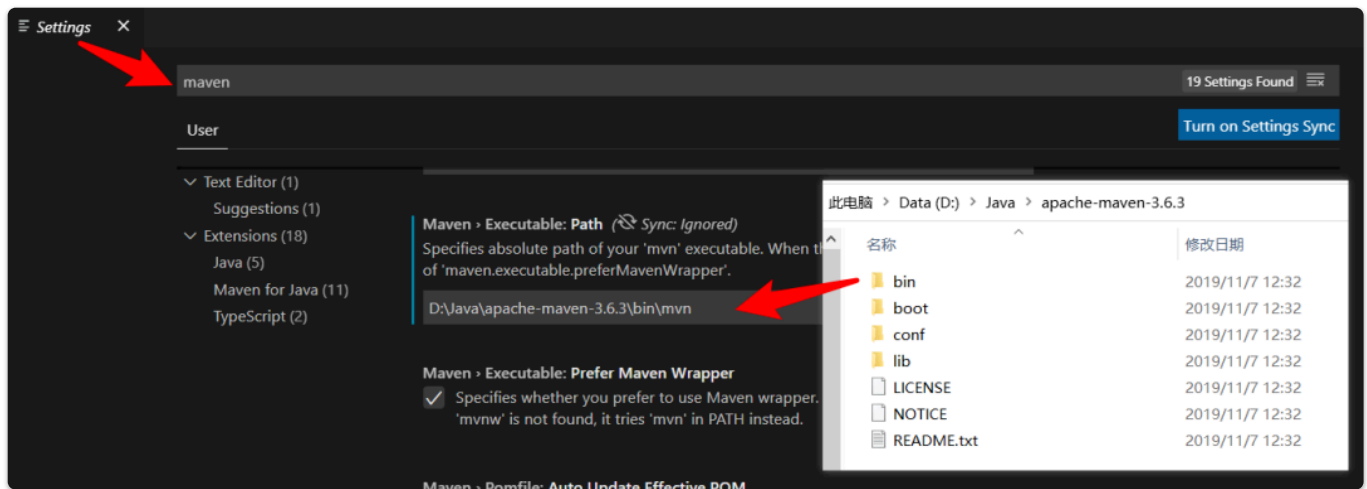 Settings
maven
19 Settings Found
User
Turn on Settings Sync
Text Editor (1)
Suggestions (1)
Extensions (18)
Java (5)
Maven for Java (11)
TypeScript (2)
Maven › Executable: Path (Sync: Ignored)
Specifies absolute path of your 'mvn' executable. When
of 'maven.executable.preferMavenWrapper'.
D:\Java\apache-maven-3.6.3\bin\mvn
Maven › Executable: Prefer Maven Wrapper
Specifies whether you prefer to use Maven wrapper.
'mvnw' is not found, it tries 'mvn' in PATH instead.
Maven › Pomfile: Auto Update Effective POM
此电脑 > Data (D:) > Java > apache-maven-3.6.3
名称 修改日期
bin 2019/11/7 12:32
boot 2019/11/7 12:32
conf 2019/11/7 12:32
lib 2019/11/7 12:32
LICENSE 2019/11/7 12:32
NOTICE 2019/11/7 12:32
README.txt 2019/11/7 12:32